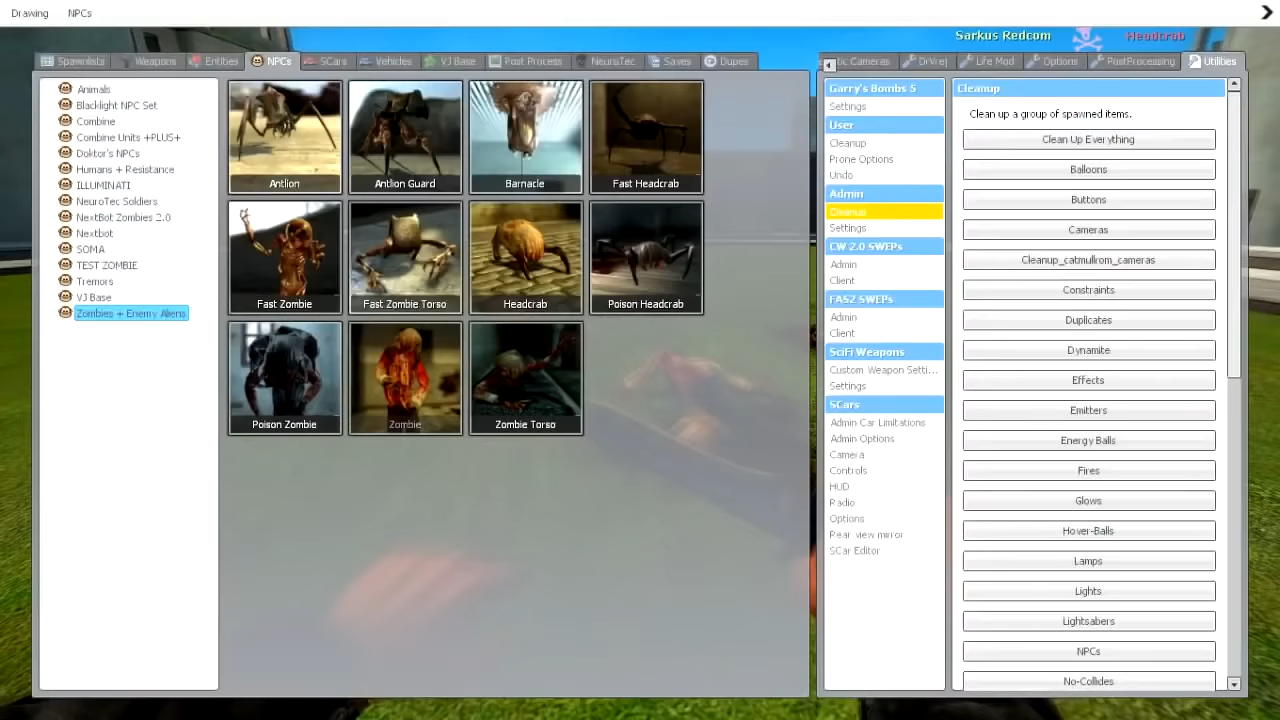 Drawing NPCs
Sarkus Redcom Headcrab
Spawnlists Weapons Entities NPCs SCars Vehicles VJ Base Post Process NeuroTec Saves Dupes
Animals
Blacklight NPC Set
Combine
Combine Units +PLUS+
Doktor's NPCs
Humans + Resistance
ILLUMINATI
NeuroTec Soldiers
NextBot Zombies 2.0
Nextbot
SOMA
TEST ZOMBIE
Tremors
VJ Base
Zombies + Enemy Aliens
Antlion Antlion Guard Barnacle Fast Headcrab
Fast Zombie Fast Zombie Torso Headcrab Poison Headcrab
Poison Zombie Zombie Zombie Torso
Cameras DrVrej Life Mod Options PostProcessing Utilities
Garry's Bombs 5
Settings
User
Cleanup
Prone Options
Undo
Admin
Cleanup
Settings
CW 2.0 SWEPs
Admin
Client
FAS2 SWEPs
Admin
Client
SciFi Weapons
Custom Weapon Setti...
Settings
SCars
Admin Car Limitations
Admin Options
Camera
Controls
HUD
Radio
Options
Rear view mirror
SCar Editor
Cleanup
Clean up a group of spawned items.
Clean Up Everything
Balloons
Buttons
Cameras
Cleanup_catmullrom_cameras
Constraints
Duplicates
Dynamite
Effects
Emitters
Energy Balls
Fires
Glows
Hover-Balls
Lamps
Lights
Lightsabers
NPCs
No-Collides